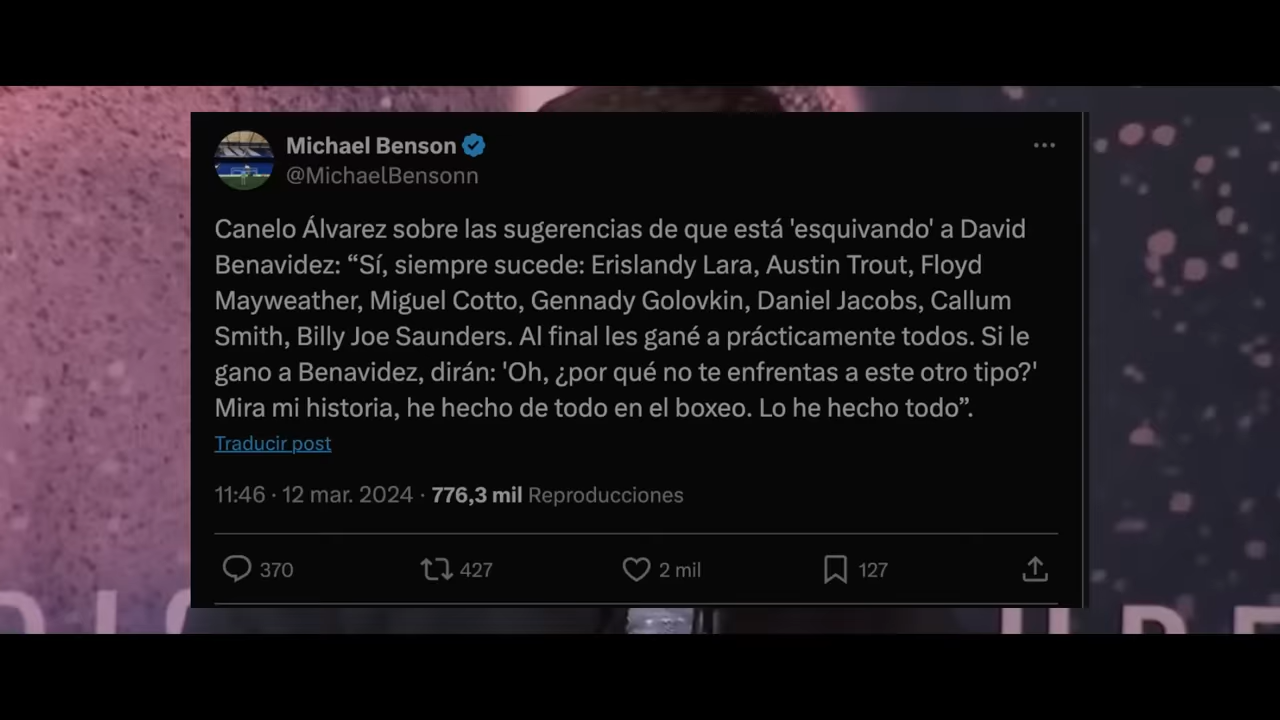 Michael Benson
@MichaelBensonn
Canelo Álvarez sobre las sugerencias de que está 'esquivando' a David
Benavidez: “Sí, siempre sucede: Erislandy Lara, Austin Trout, Floyd
Mayweather, Miguel Cotto, Gennady Golovkin, Daniel Jacobs, Callum
Smith, Billy Joe Saunders. Al final les gané a prácticamente todos. Si le
gano a Benavidez, dirán: 'Oh, ¿por qué no te enfrentas a este otro tipo?'
Mira mi historia, he hecho de todo en el boxeo. Lo he hecho todo”.
Traducir post
11:46 · 12 mar. 2024 · 776,3 mil Reproducciones
370 427 2 mil 127